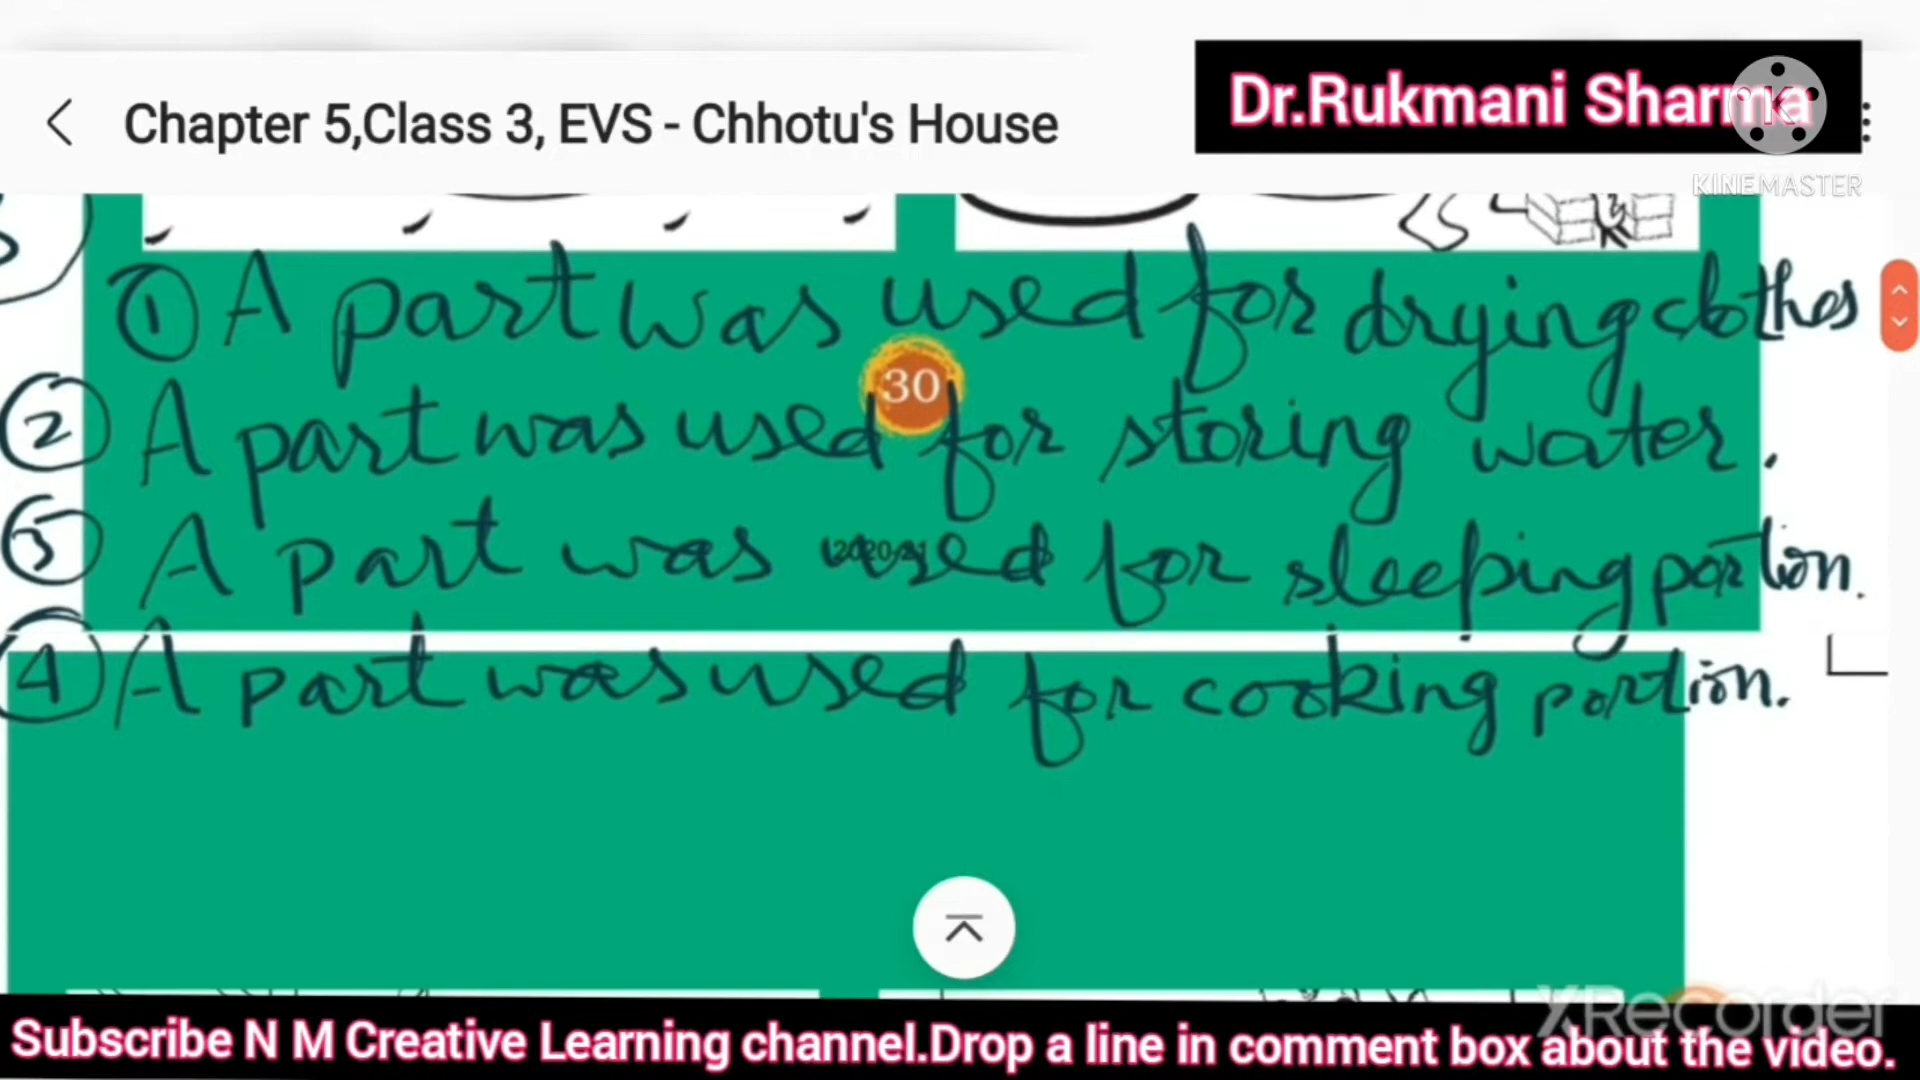 Dr.Rukmani Sharma
Chapter 5,Class 3, EVS - Chhotu's House
KINEMASTER
① A part was used for drying clothes
30
② A part was used for storing water.
③ A part was used for sleeping portion.
2020-21
④ A part was used for cooking portion.
XRecorder
Subscribe N M Creative Learning channel.Drop a line in comment box about the video.